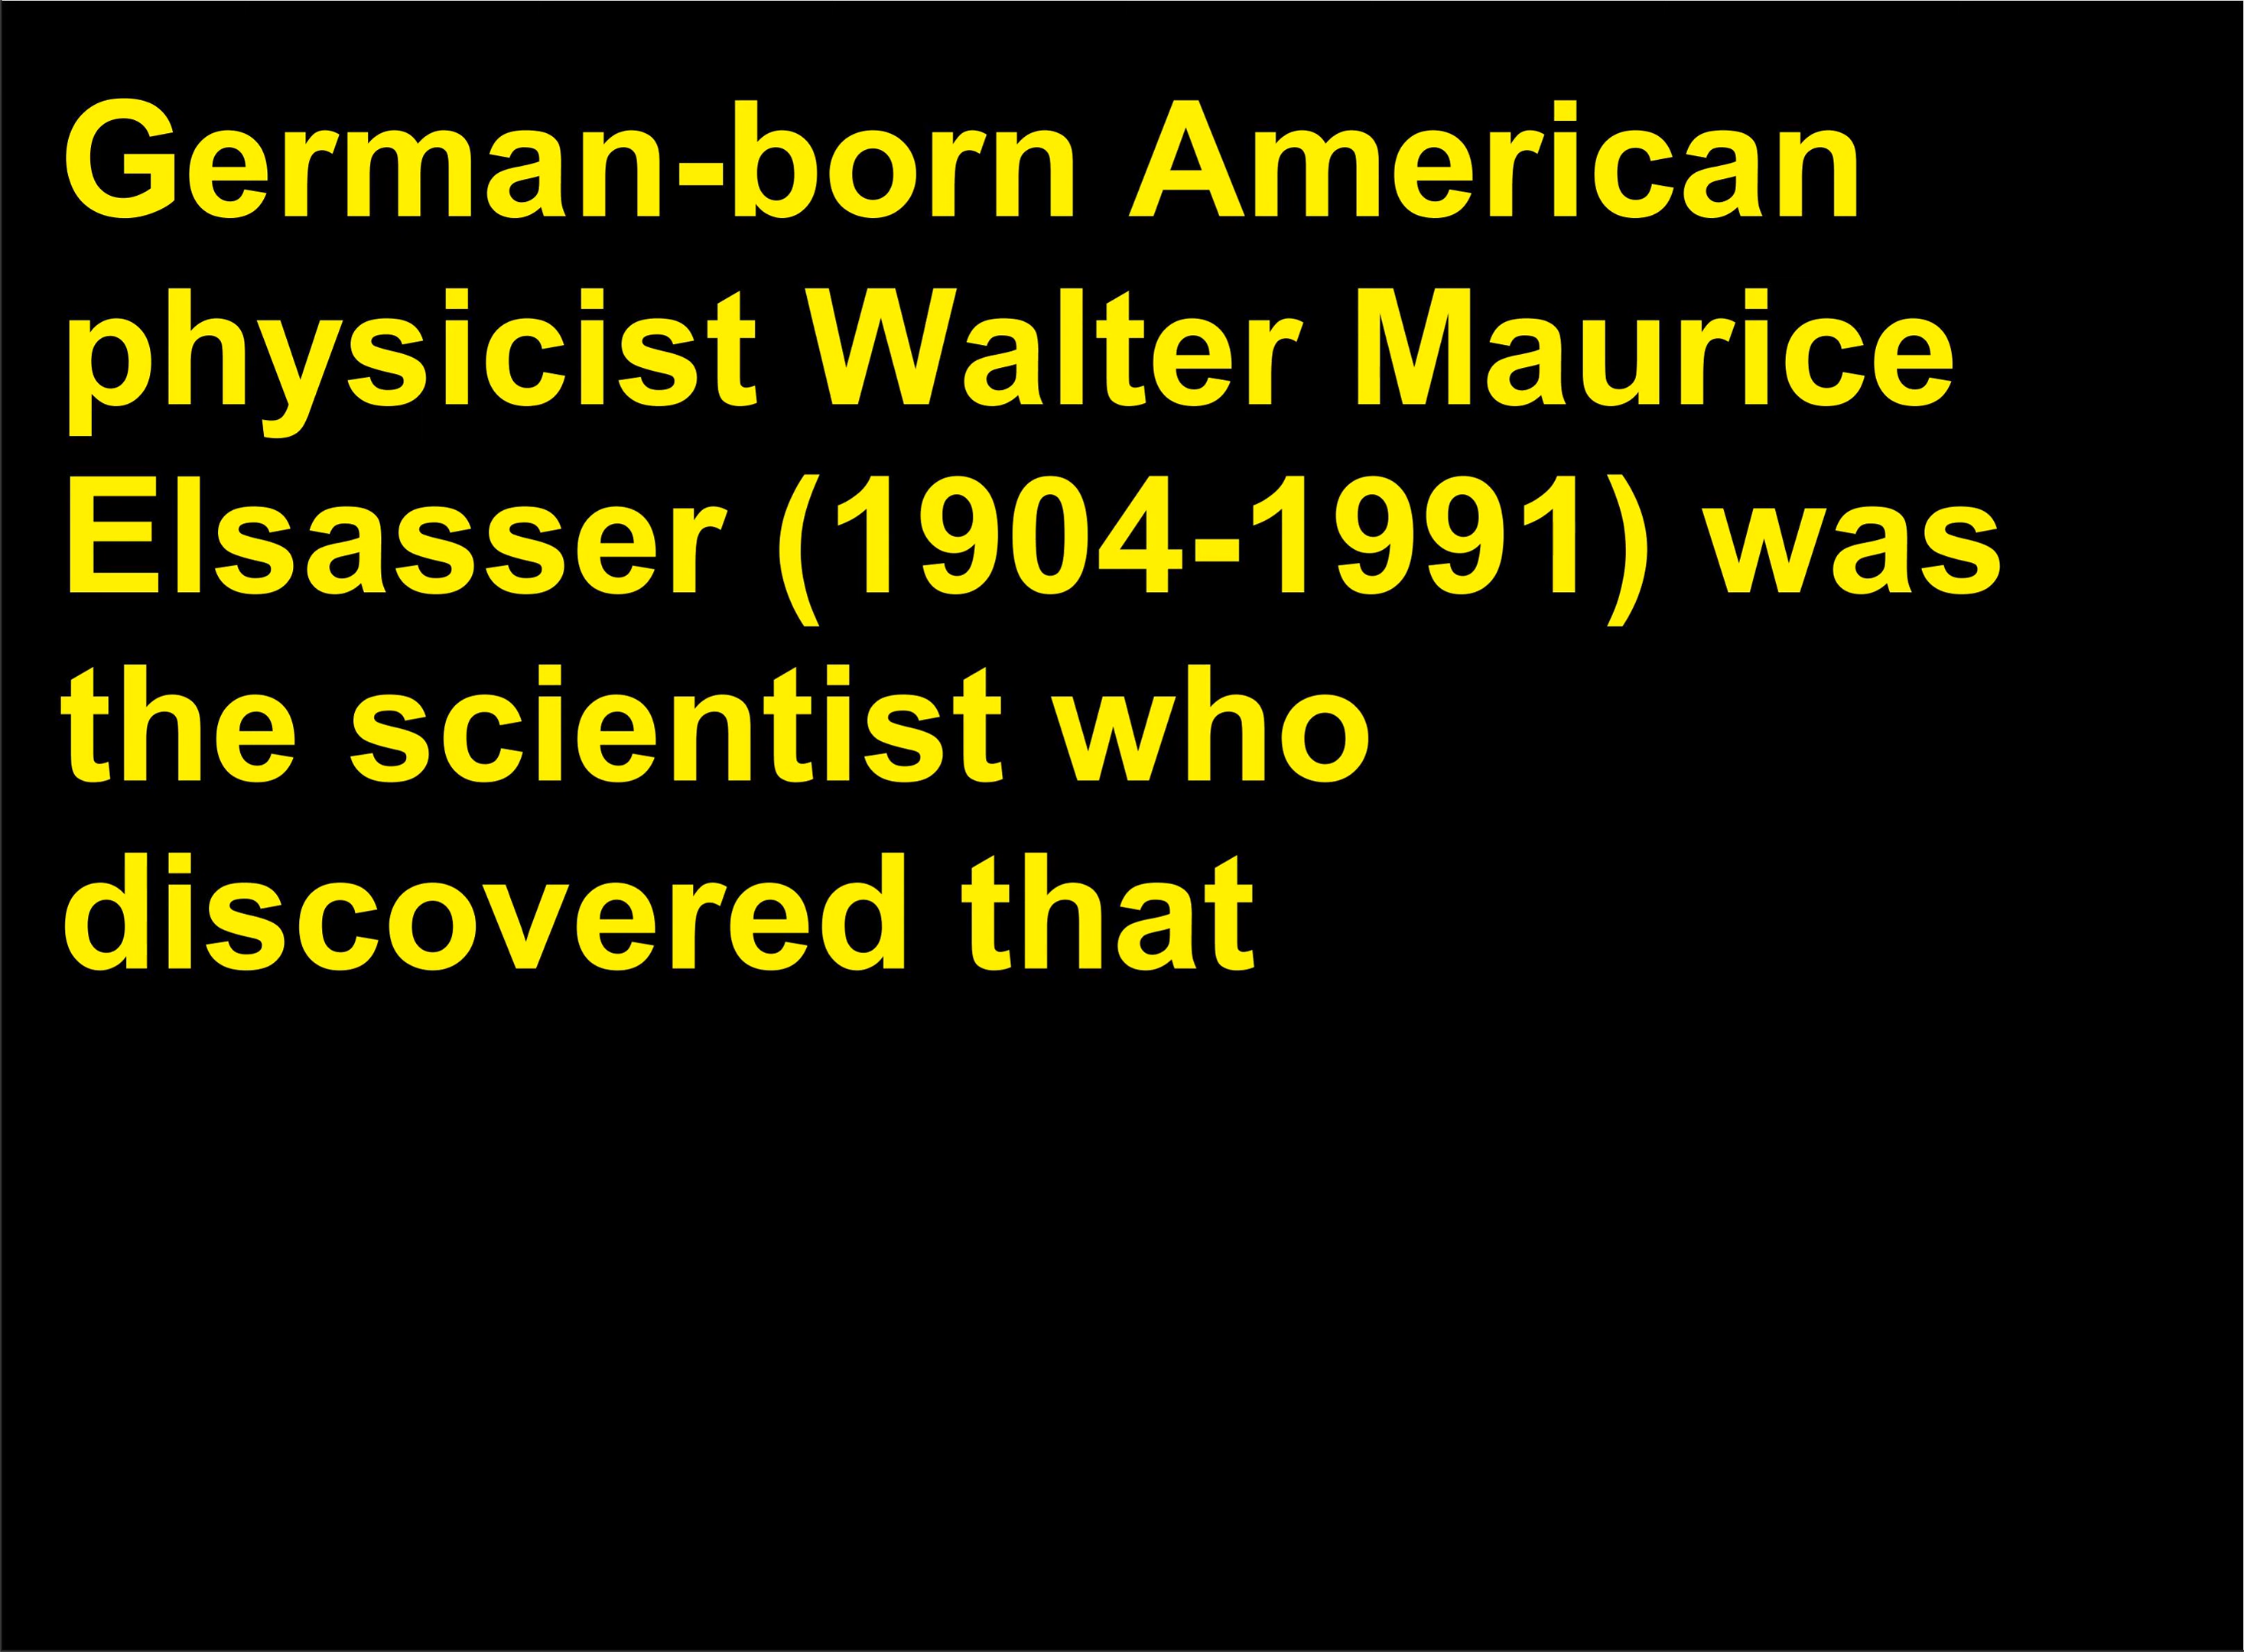 German-born American
physicist Walter Maurice
Elsasser (1904-1991) was
the scientist who
discovered that